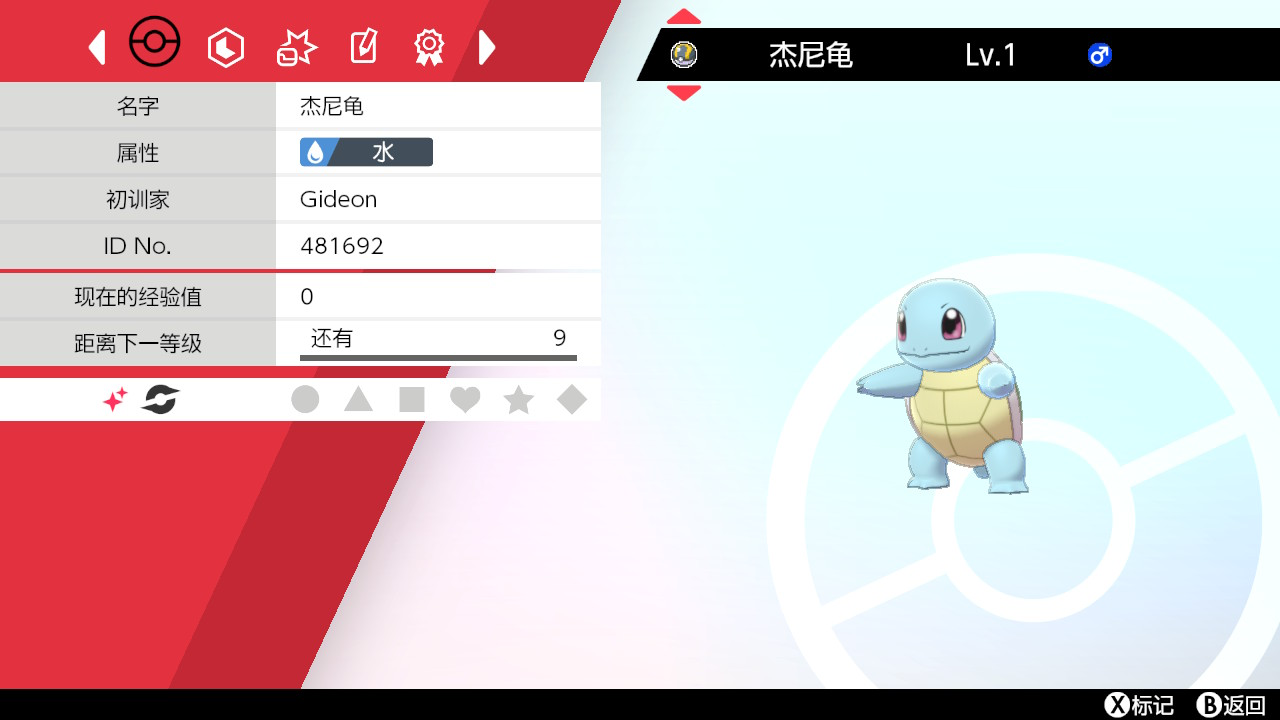 杰尼龟 Lv.1
名字 杰尼龟
属性 水
初训家 Gideon
ID No. 481692
现在的经验值 0
距离下一等级 还有 9
X标记 B返回